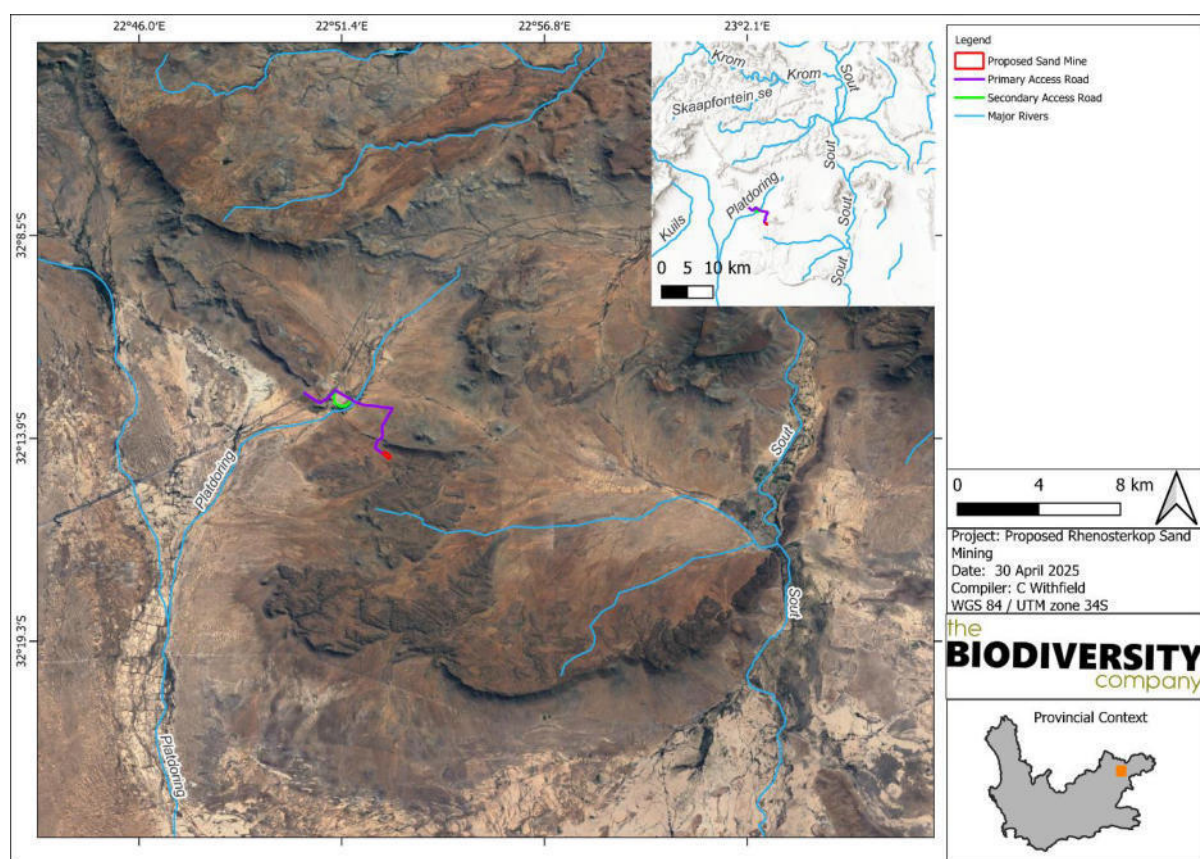 22°46.0'E
22°51.4'E
22°56.8'E
23°2.1'E
32°8.5'S
32°13.9'S
32°19.3'S
Platdoring
Platdoring
Sout
Sout
Krom
Krom
Sout
Skaapfontein se
Sout
Platdoring
Kuils
Sout
Sout
0 5 10 km
Legend
Proposed Sand Mine
Primary Access Road
Secondary Access Road
Major Rivers
0 4 8 km
Project: Proposed Rhenosterkop Sand
Mining
Date: 30 April 2025
Compiler: C Withfield
WGS 84 / UTM zone 34S
the
BIODIVERSITY
company
Provincial Context